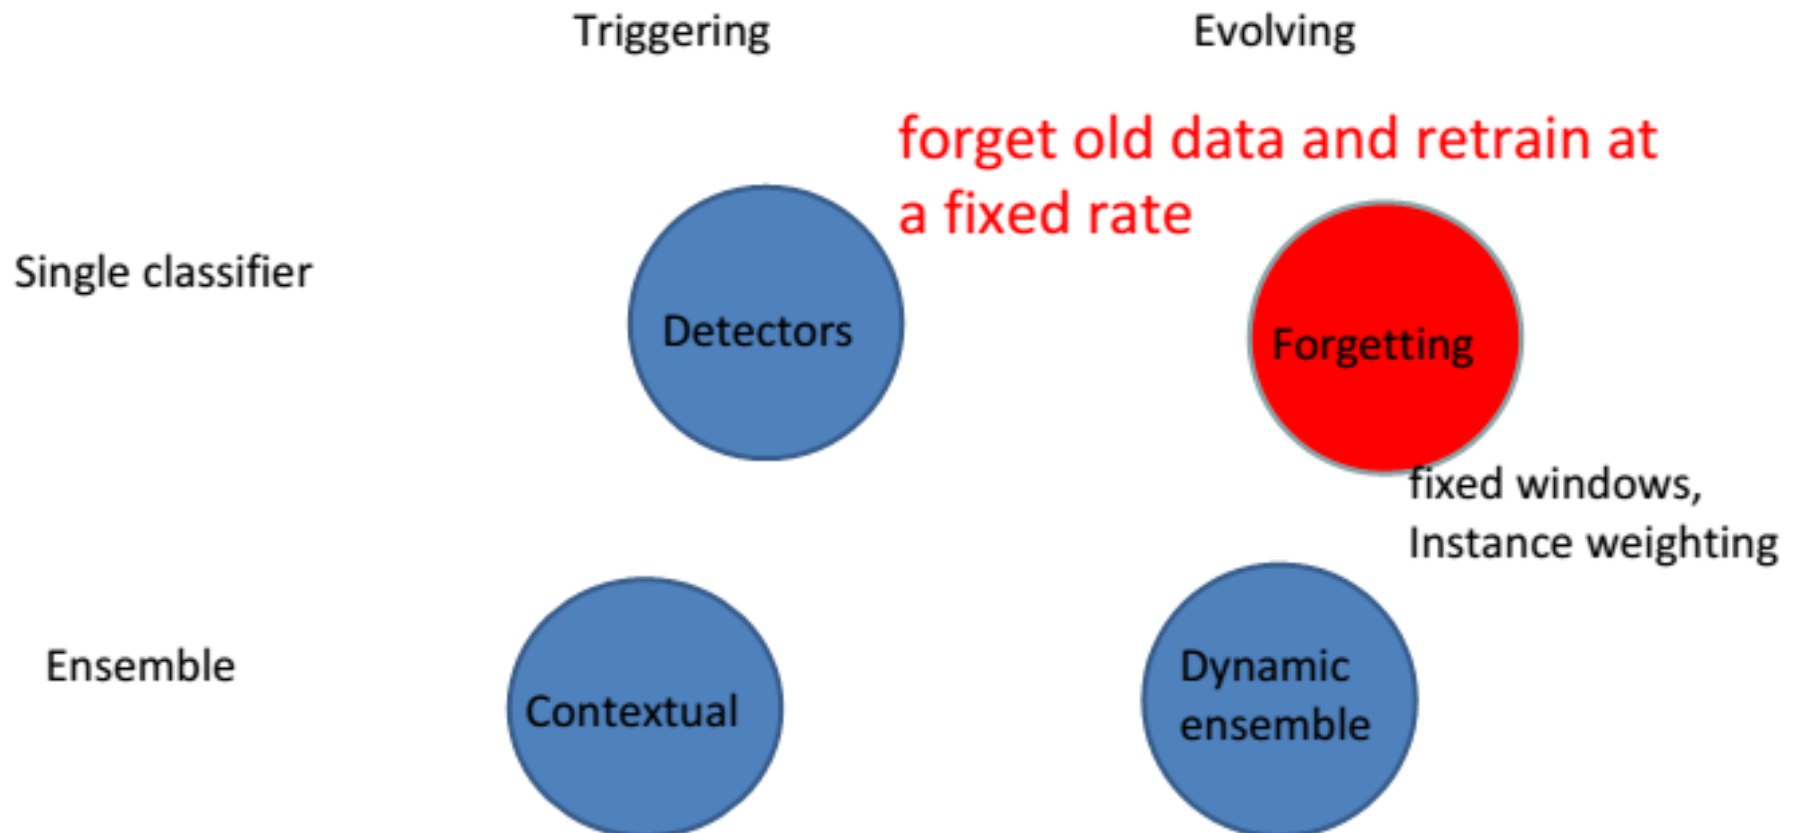 Triggering
Evolving
forget old data and retrain at
a fixed rate
Single classifier
Detectors
Forgetting
fixed windows,
Instance weighting
Ensemble
Contextual
Dynamic
ensemble